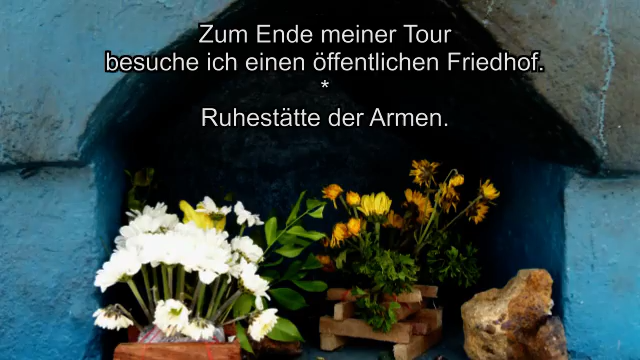 Zum Ende meiner Tour
besuche ich einen öffentlichen Friedhof.
*
Ruhestätte der Armen.